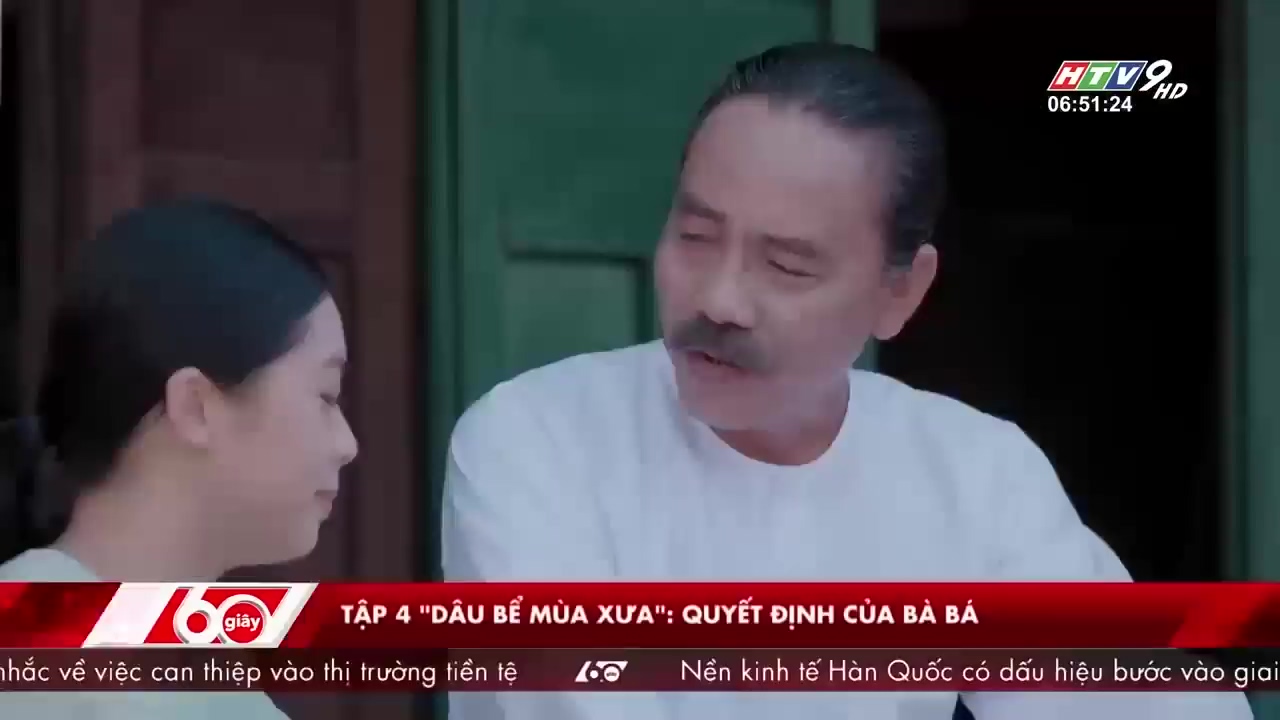 HTV9 HD
06:51:24
60 giây
TẬP 4 "DÂU BỂ MÙA XƯA": QUYẾT ĐỊNH CỦA BÀ BÁ
nhắc về việc can thiệp vào thị trường tiền tệ 60 giây Nền kinh tế Hàn Quốc có dấu hiệu bước vào giai